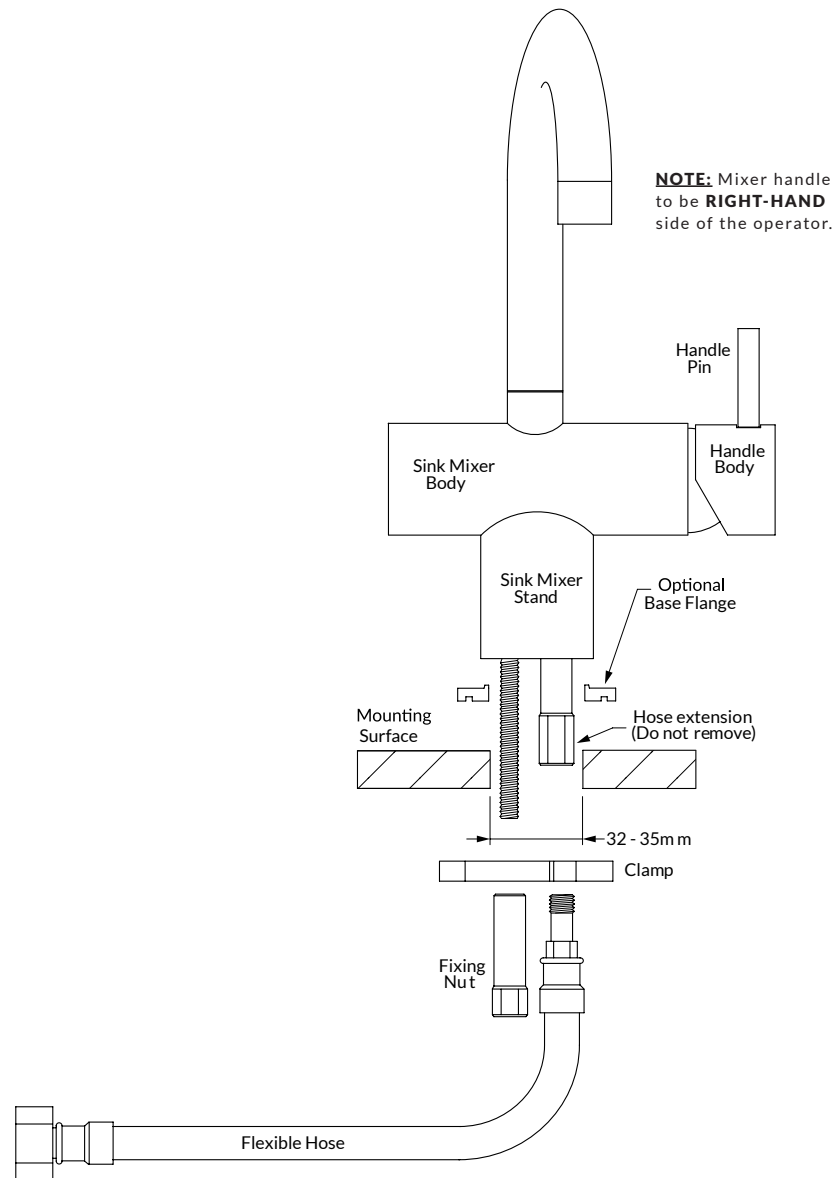 NOTE: Mixer handle
to be RIGHT-HAND
side of the operator.
Handle
Pin
Handle
Body
Sink Mixer
Body
Sink Mixer
Stand
Optional
Base Flange
Mounting
Surface
Hose extension
(Do not remove)
32 - 35mm
Clamp
Fixing
Nut
Flexible Hose